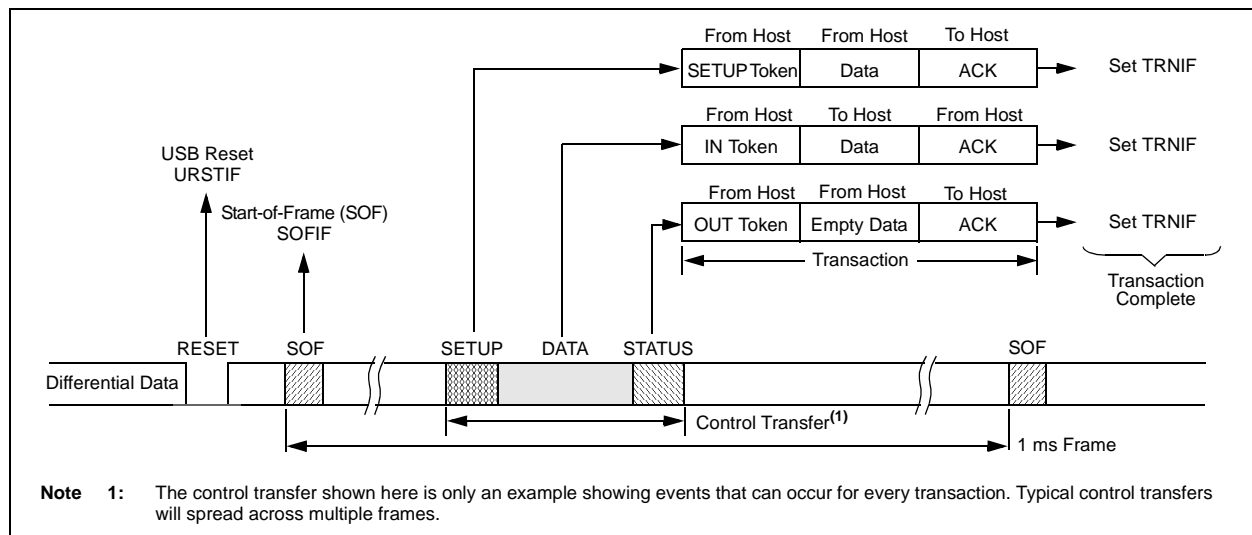 From Host From Host To Host
SETUP Token Data ACK Set TRNIF
From Host To Host From Host
IN Token Data ACK Set TRNIF
USB Reset
URSTIF
From Host From Host To Host
Start-of-Frame (SOF)
SOFIF
OUT Token Empty Data ACK Set TRNIF
Transaction
Transaction
Complete
RESET SOF SETUP DATA STATUS SOF
Differential Data
Control Transfer(1)
1 ms Frame
Note 1: The control transfer shown here is only an example showing events that can occur for every transaction. Typical control transfers
will spread across multiple frames.